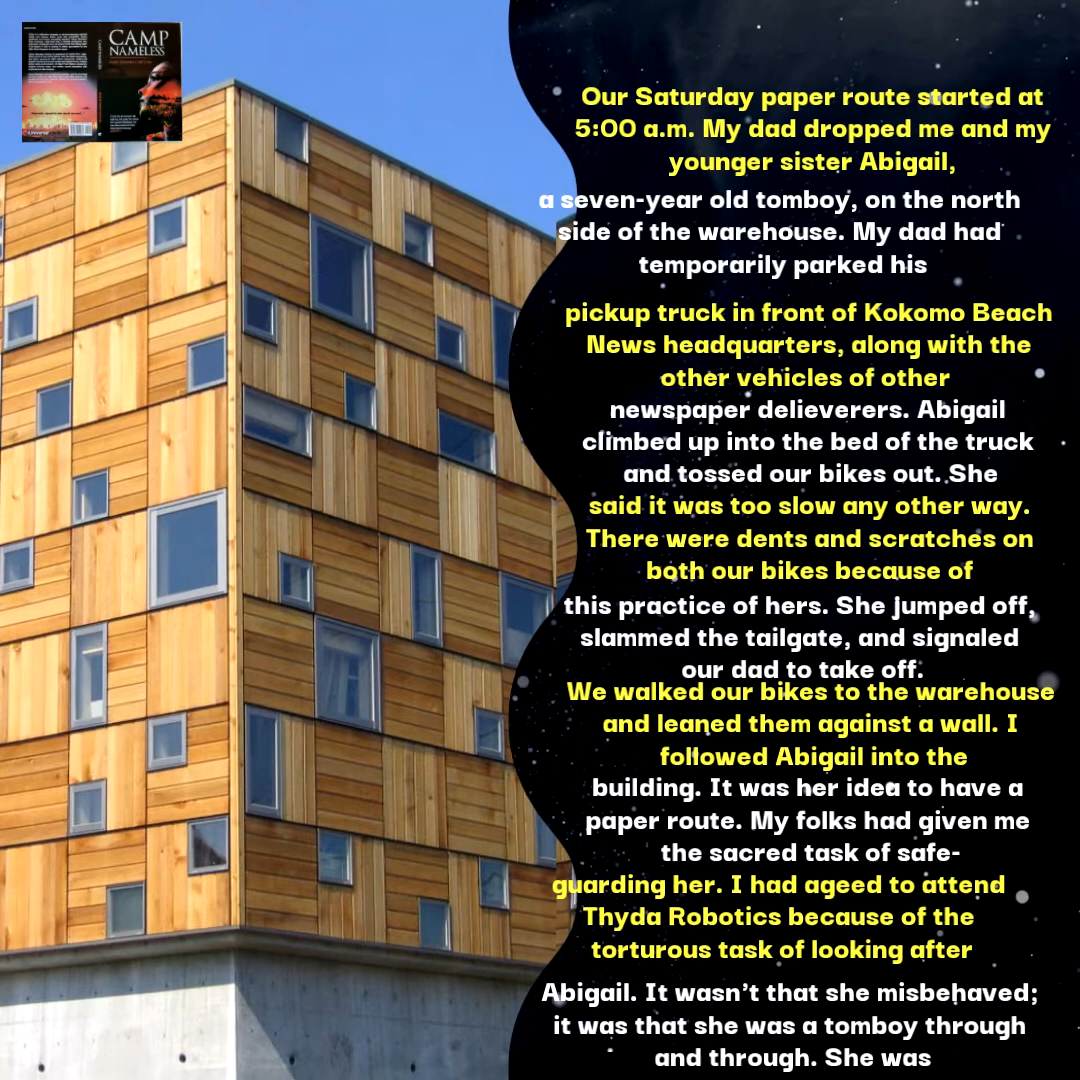 CAMP
NAMELESS
iUniverse
Our Saturday paper route started at
5:00 a.m. My dad dropped me and my
younger sister Abigail,
a seven-year old tomboy, on the north
side of the warehouse. My dad had
temporarily parked his
pickup truck in front of Kokomo Beach
News headquarters, along with the
other vehicles of other
newspaper delieverers. Abigail
climbed up into the bed of the truck
and tossed our bikes out. She
said it was too slow any other way.
There were dents and scratches on
both our bikes because of
this practice of hers. She jumped off,
slammed the tailgate, and signaled
our dad to take off.
We walked our bikes to the warehouse
and leaned them against a wall. I
followed Abigail into the
building. It was her idea to have a
paper route. My folks had given me
the sacred task of safe-
guarding her. I had ageed to attend
Thyda Robotics because of the
torturous task of looking after
Abigail. It wasn't that she misbehaved;
it was that she was a tomboy through
and through. She was